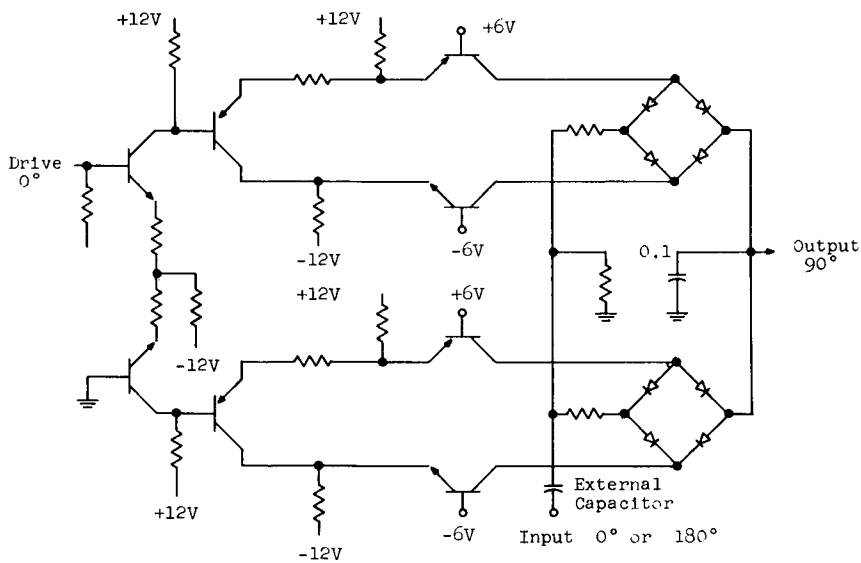 +12V
+12V
+6V
Drive
0°
-12V
-6V
0.1
Output
90°
+12V
+6V
-12V
+12V
-12V
-6V
External
Capacitor
Input 0° or 180°